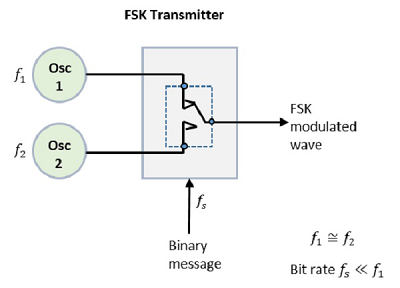 FSK Transmitter
f₁
Osc
1
f₂
Osc
2
FSK
modulated
wave
fₛ
Binary
message
f₁ ≅ f₂
Bit rate fₛ ≪ f₁